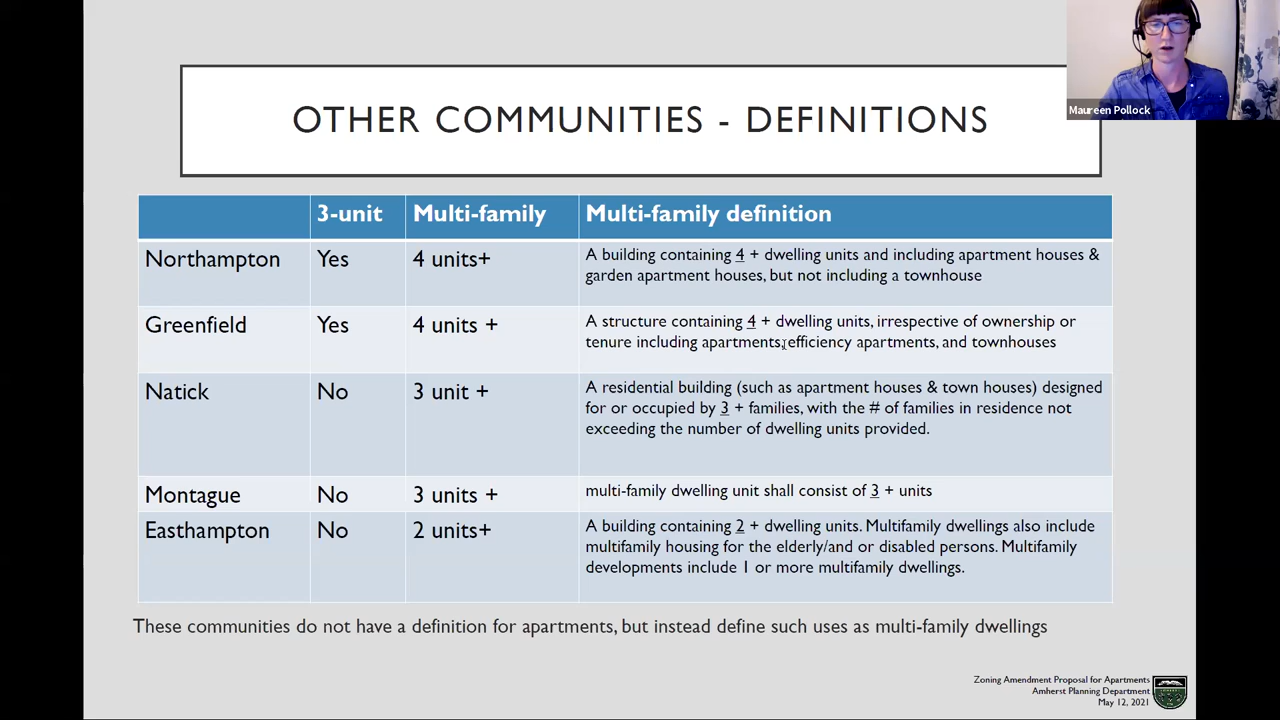 Maureen Pollock
OTHER COMMUNITIES - DEFINITIONS
3-unit Multi-family Multi-family definition
Northampton Yes 4 units+ A building containing 4 + dwelling units and including apartment houses &
garden apartment houses, but not including a townhouse
Greenfield Yes 4 units + A structure containing 4 + dwelling units, irrespective of ownership or
tenure including apartments, efficiency apartments, and townhouses
Natick No 3 unit + A residential building (such as apartment houses & town houses) designed
for or occupied by 3 + families, with the # of families in residence not
exceeding the number of dwelling units provided.
Montague No 3 units + multi-family dwelling unit shall consist of 3 + units
Easthampton No 2 units+ A building containing 2 + dwelling units. Multifamily dwellings also include
multifamily housing for the elderly/and or disabled persons. Multifamily
developments include 1 or more multifamily dwellings.
These communities do not have a definition for apartments, but instead define such uses as multi-family dwellings
Zoning Amendment Proposal for Apartments
Amherst Planning Department
May 12, 2021